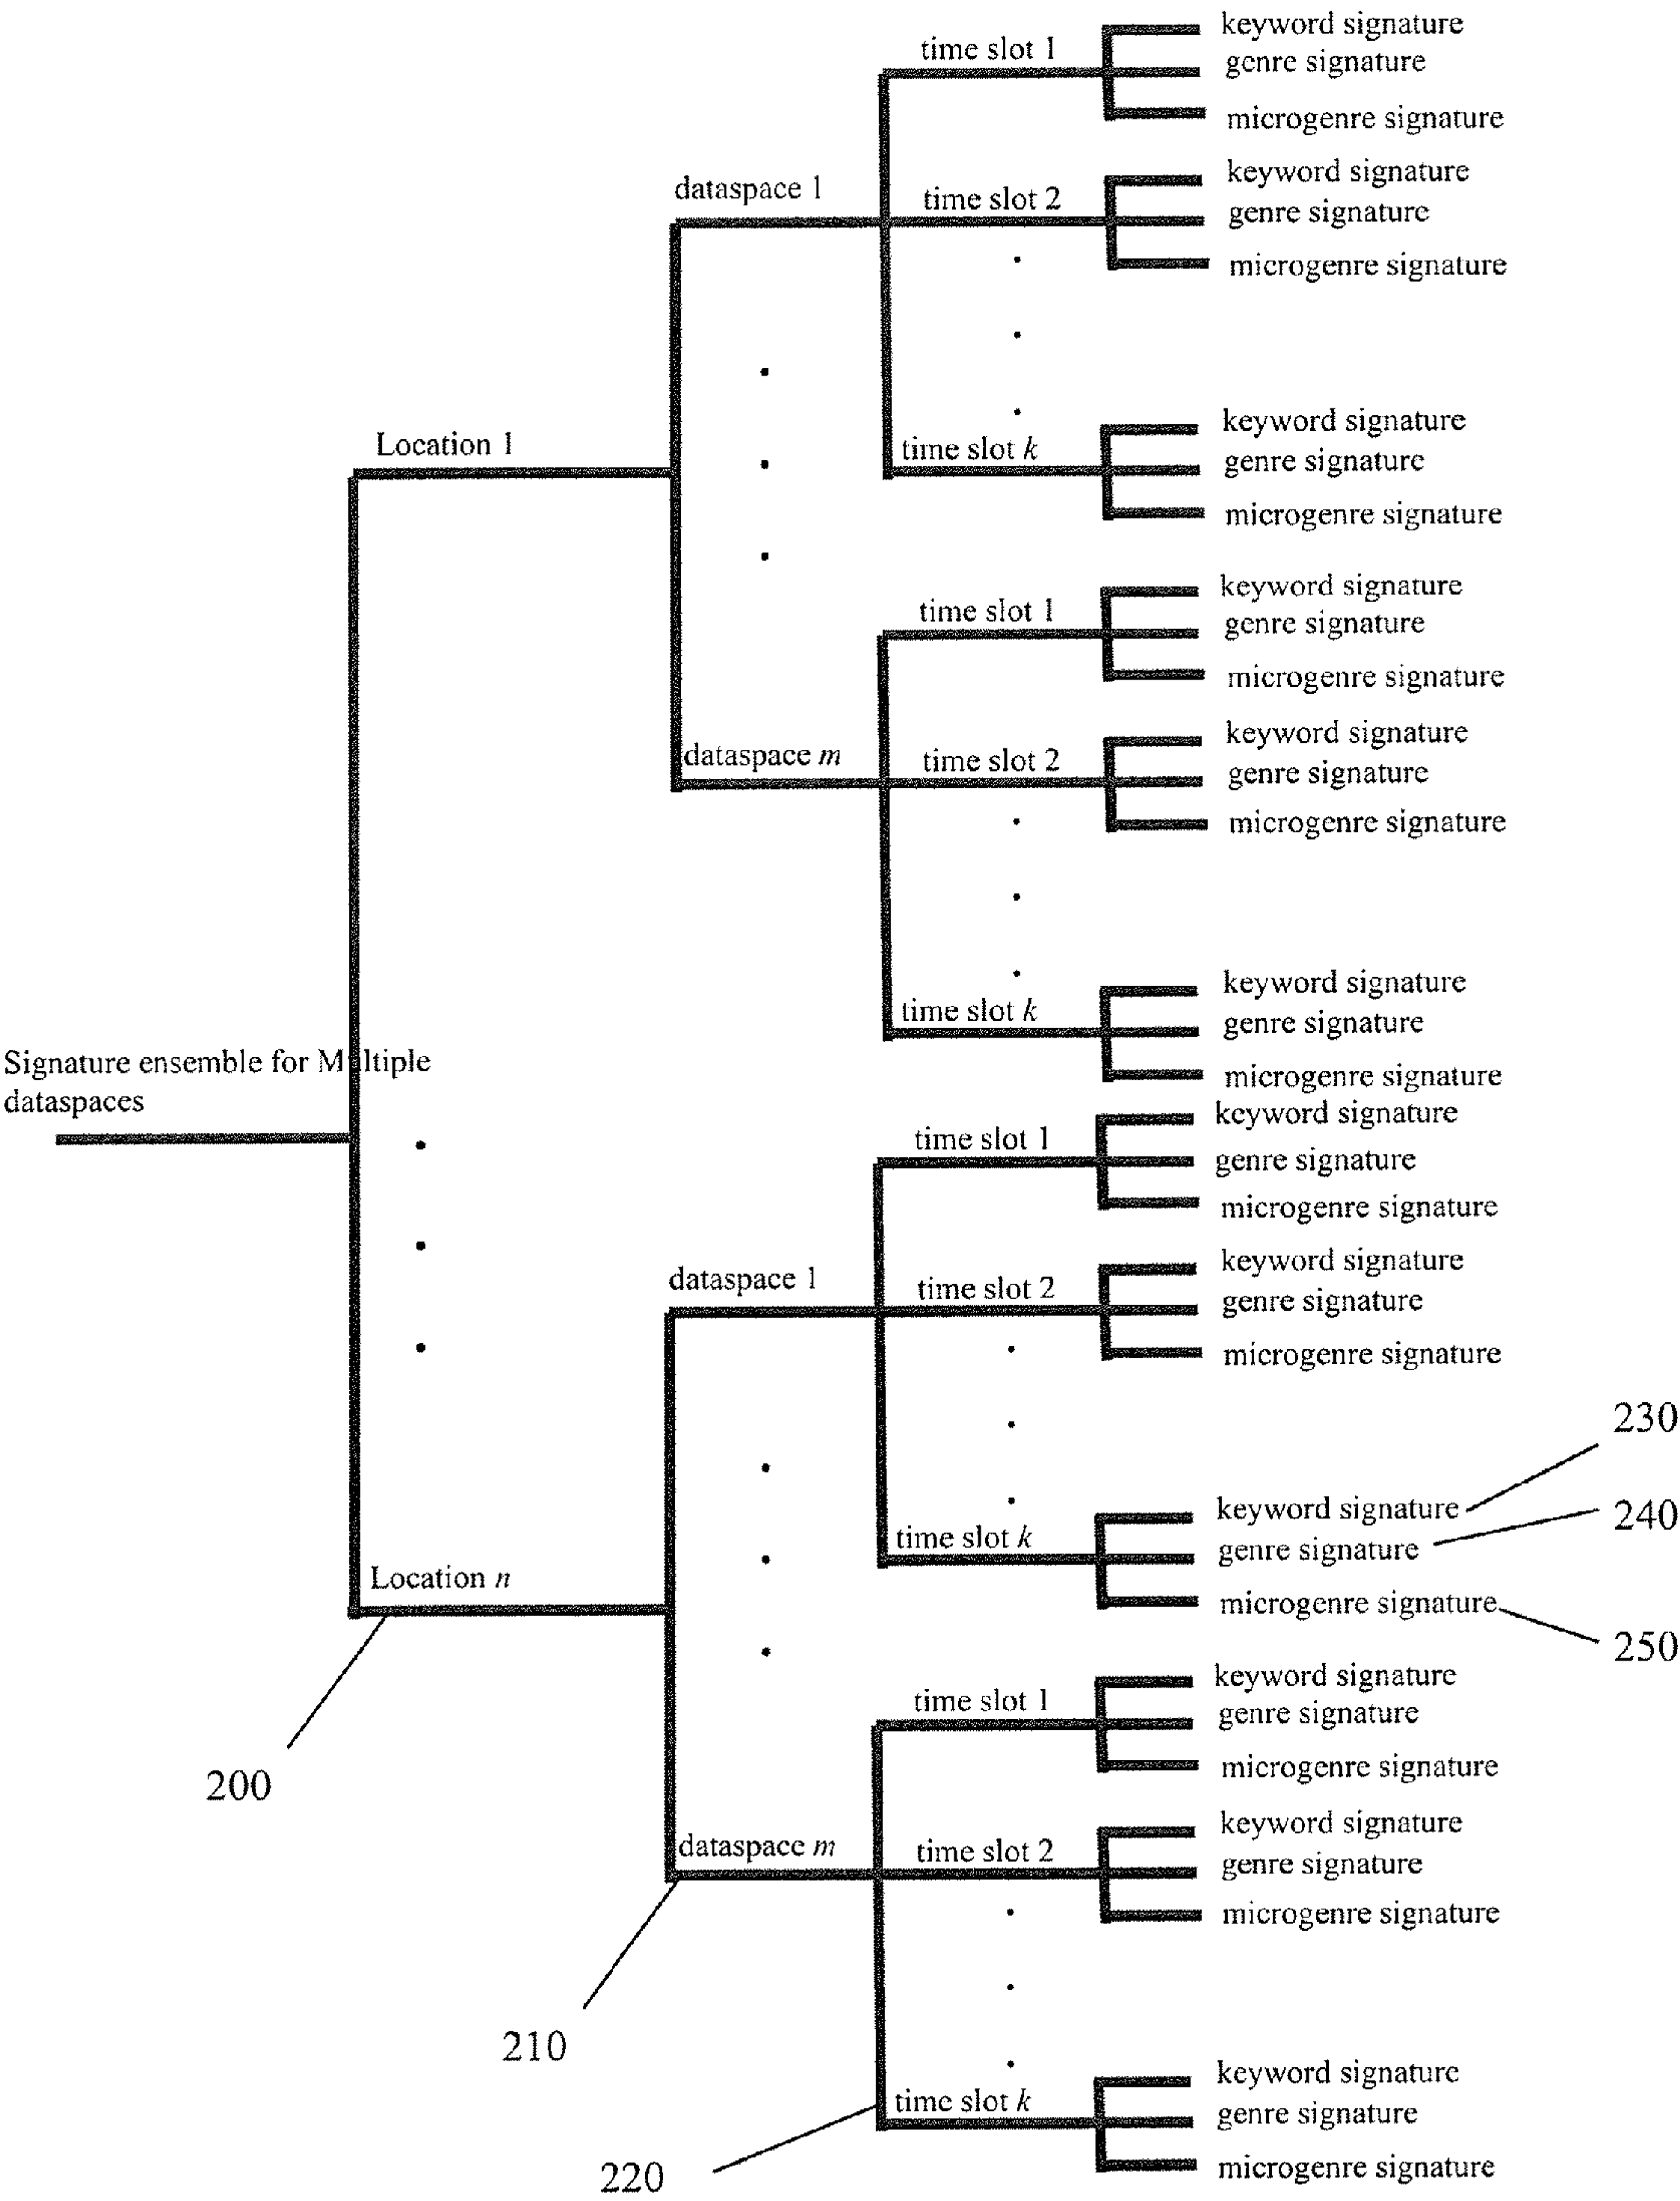 keyword signature
time slot 1
genre signature
microgenre signature
keyword signature
dataspace 1
time slot 2
genre signature
microgenre signature
keyword signature
Location 1
time slot k
genre signature
microgenre signature
keyword signature
time slot 1
genre signature
microgenre signature
keyword signature
dataspace m
time slot 2
genre signature
microgenre signature
keyword signature
time slot k
genre signature
Signature ensemble for Multiple
dataspaces
microgenre signature
keyword signature
time slot 1
genre signature
microgenre signature
keyword signature
dataspace 1
time slot 2
genre signature
microgenre signature
230
keyword signature
240
time slot k
genre signature
Location n
microgenre signature
250
keyword signature
time slot 1
genre signature
microgenre signature
200
keyword signature
dataspace m
time slot 2
genre signature
microgenre signature
210
keyword signature
time slot k
genre signature
microgenre signature
220